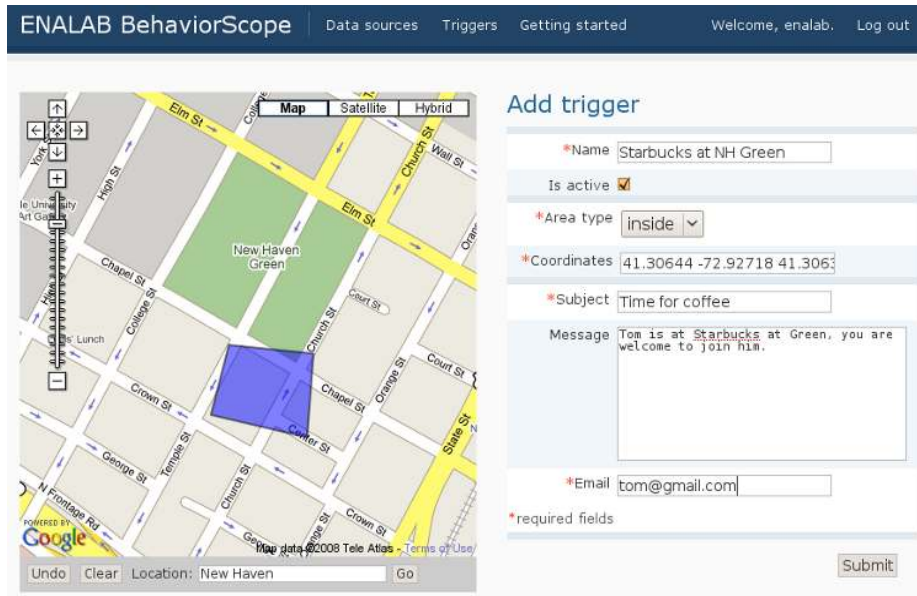 ENALAB BehaviorScope
Data sources
Triggers
Getting started
Welcome, enalab.
Log out
Map
Satellite
Hybrid
Elm St
Church St
Wall St
York St
High St
Elm St
New Haven
Green
Chapel St
College St
Court St
Church St
Lunch
Orange St
Court St
Crown St
Chapel St
Center St
State St
Temple St
George St
Church St
N Frontage Rd
Crown St
POWERED BY
Google
Map data ©2008 Tele Atlas - Terms of Use
Undo
Clear
Location:
New Haven
Go
Add trigger
*Name
Starbucks at NH Green
Is active
*Area type
inside
*Coordinates
41.30644 -72.92718 41.3063
*Subject
Time for coffee
Message
Tom is at Starbucks at Green, you are
welcome to join him.
*Email
tom@gmail.com
*required fields
Submit